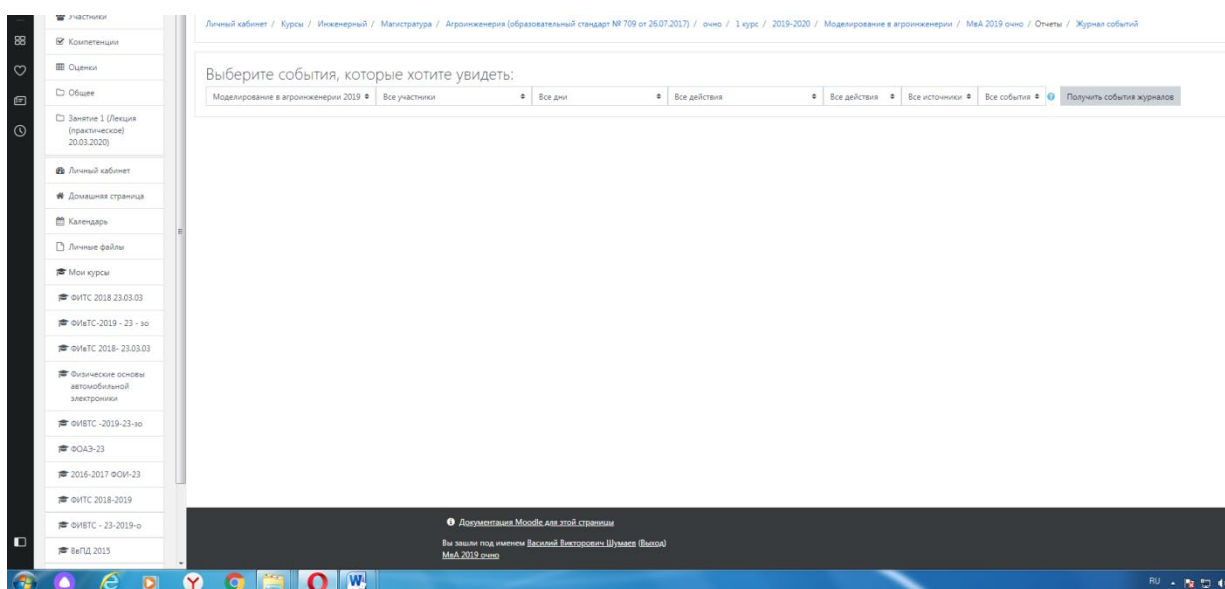 Участники
Компетенции
Оценки
Общее
Занятие 1 (Лекция
(практическое)
20.03.2020)
Личный кабинет
Домашняя страница
Календарь
Личные файлы
Мои курсы
ФИТС 2018 23.03.03
ФИвТС-2019 - 23 - зо
ФИеТС 2018- 23.03.03
Физические основы
автомобильной
электроники
ФИВТС -2019-23-зо
ФОАЭ-23
2016-2017 ФОИ-23
ФИТС 2018-2019
ФИВТС - 23-2019-о
ВвПД 2015
Личный кабинет / Курсы / Инженерный / Магистратура / Агроинженерия (образовательный стандарт № 709 от 26.07.2017) / очно / 1 курс / 2019-2020 / Моделирование в агроинженерии / МвА 2019 очно / Отчеты / Журнал событий
Выберите события, которые хотите увидеть:
Моделирование в агроинженерии 2019 Все участники Все дни Все действия Все действия Все источники Все события Получить события журналов
Документация Moodle для этой страницы
Вы зашли под именем Василий Викторович Шумаев (Выход)
МвА 2019 очно
RU